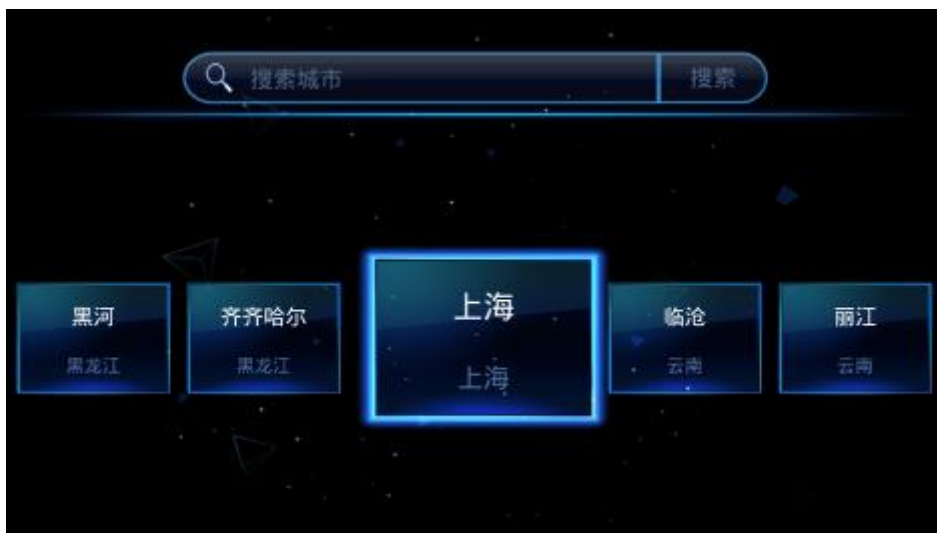 搜索城市 搜索
黑河 齐齐哈尔 上海 临沧 丽江
黑龙江 黑龙江 上海 云南 云南